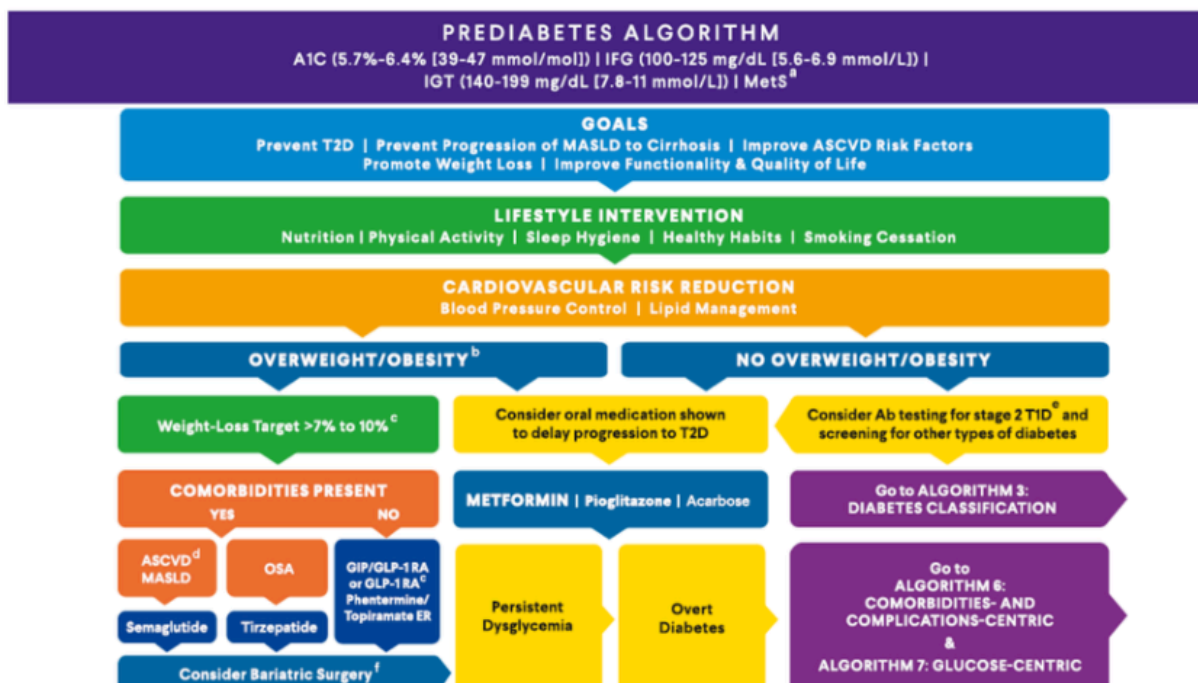 PREDIABETES ALGORITHM
A1C (5.7%-6.4% [39-47 mmol/mol]) | IFG (100-125 mg/dL [5.6-6.9 mmol/L]) |
IGT (140-199 mg/dL [7.8-11 mmol/L]) | MetS a
GOALS
Prevent T2D | Prevent Progression of MASLD to Cirrhosis | Improve ASCVD Risk Factors
Promote Weight Loss | Improve Functionality & Quality of Life
LIFESTYLE INTERVENTION
Nutrition | Physical Activity | Sleep Hygiene | Healthy Habits | Smoking Cessation
CARDIOVASCULAR RISK REDUCTION
Blood Pressure Control | Lipid Management
OVERWEIGHT/OBESITY b
NO OVERWEIGHT/OBESITY
Weight-Loss Target >7% to 10% c
Consider oral medication shown
to delay progression to T2D
Consider Ab testing for stage 2 T1D e and
screening for other types of diabetes
COMORBIDITIES PRESENT
YES
NO
METFORMIN | Pioglitazone | Acarbose
Go to ALGORITHM 3:
DIABETES CLASSIFICATION
ASCVD d
MASLD
OSA
GIP/GLP-1 RA
or GLP-1 RA c
Phentermine/
Topiramate ER
Semaglutide
Tirzepatide
Consider Bariatric Surgery f
Persistent
Dysglycemia
Overt
Diabetes
Go to
ALGORITHM 6:
COMORBIDITIES- AND
COMPLICATIONS-CENTRIC
&
ALGORITHM 7: GLUCOSE-CENTRIC